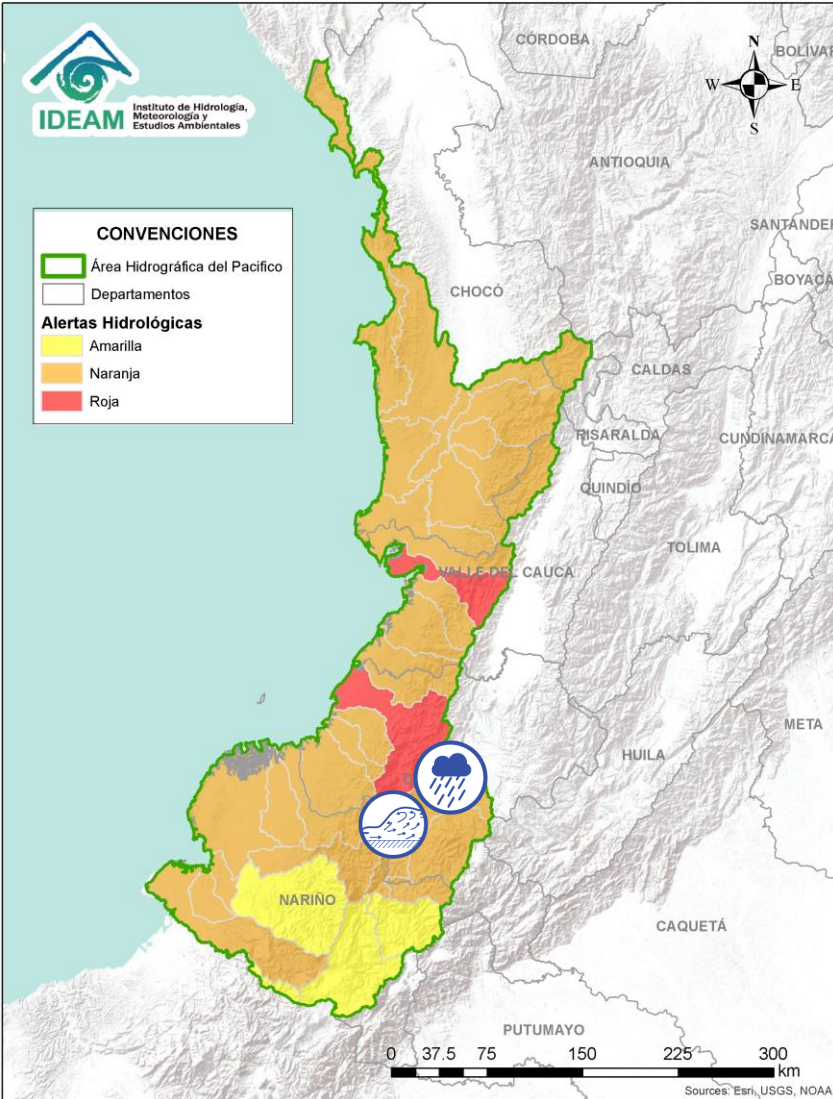 IDEAM
Instituto de Hidrología,
Meteorología y
Estudios Ambientales
CÓRDOBA
BOLÍVAR
N
W
E
S
ANTIOQUIA
SANTANDER
BOYACÁ
CONVENCIONES
Área Hidrográfica del Pacifico
Departamentos
Alertas Hidrológicas
Amarilla
Naranja
Roja
CHOCÓ
CALDAS
RISARALDA
CUNDINAMARCA
QUINDÍO
TOLIMA
VALLE DEL CAUCA
META
HUILA
NARIÑO
CAQUETÁ
PUTUMAYO
0 37.5 75 150 225 300
km
Sources: Esri, USGS, NOAA